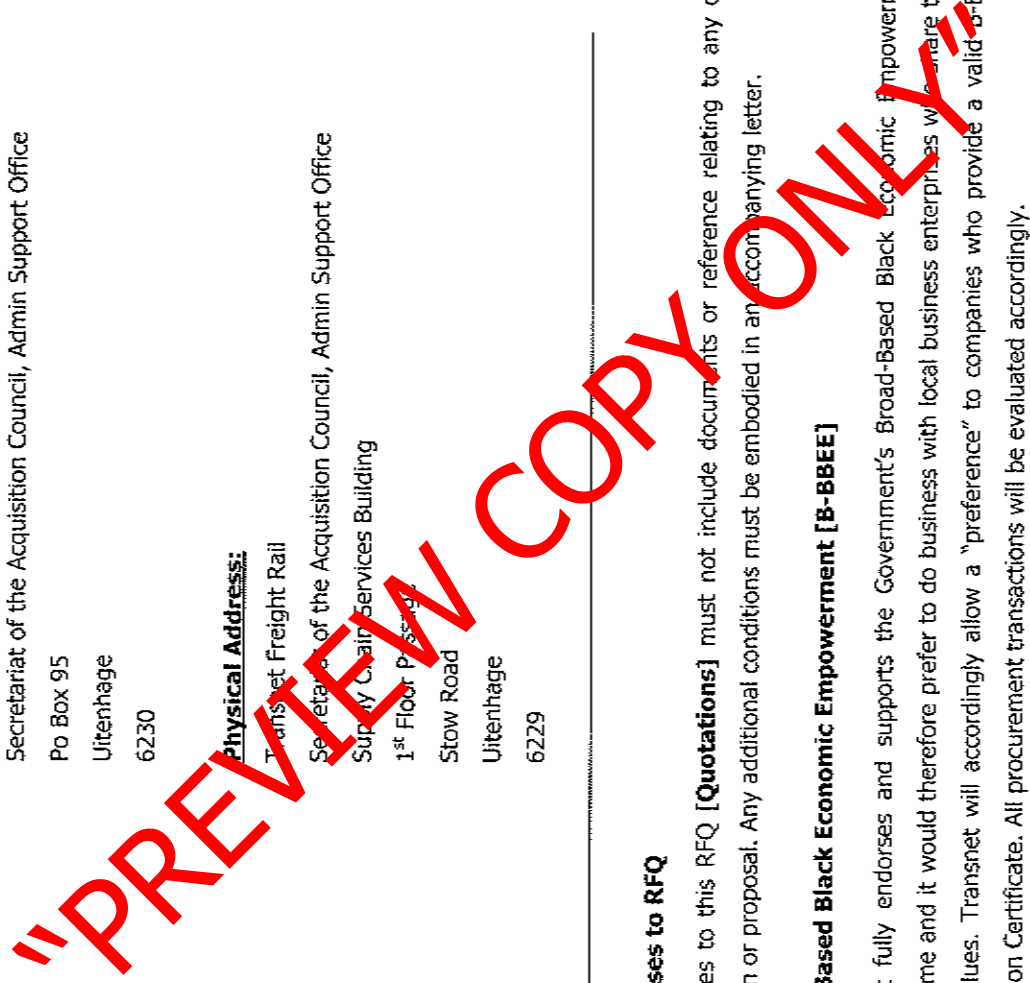 Secretariat of the Acquisition Council, Admin Support Office
Po Box 95
Uitenhage
6230
Physical Address:
Transnet Freight Rail
Secretariat of the Acquisition Council, Admin Support Office
Supply Chain Services Building
1st Floor Passage
Stow Road
Uitenhage
6229
ses to RFQ
es to this RFQ [Quotations] must not include documents or reference relating to any
n or proposal. Any additional conditions must be embodied in an accompanying letter.
Based Black Economic Empowerment [B-BBEE]
fully endorses and supports the Government's Broad-Based Black Economic Empower
me and it would therefore prefer to do business with local business enterprises who share
lues. Transnet will accordingly allow a "preference" to companies who provide a valid B-B
on Certificate. All procurement transactions will be evaluated accordingly.
"PREVIEW COPY ONLY"